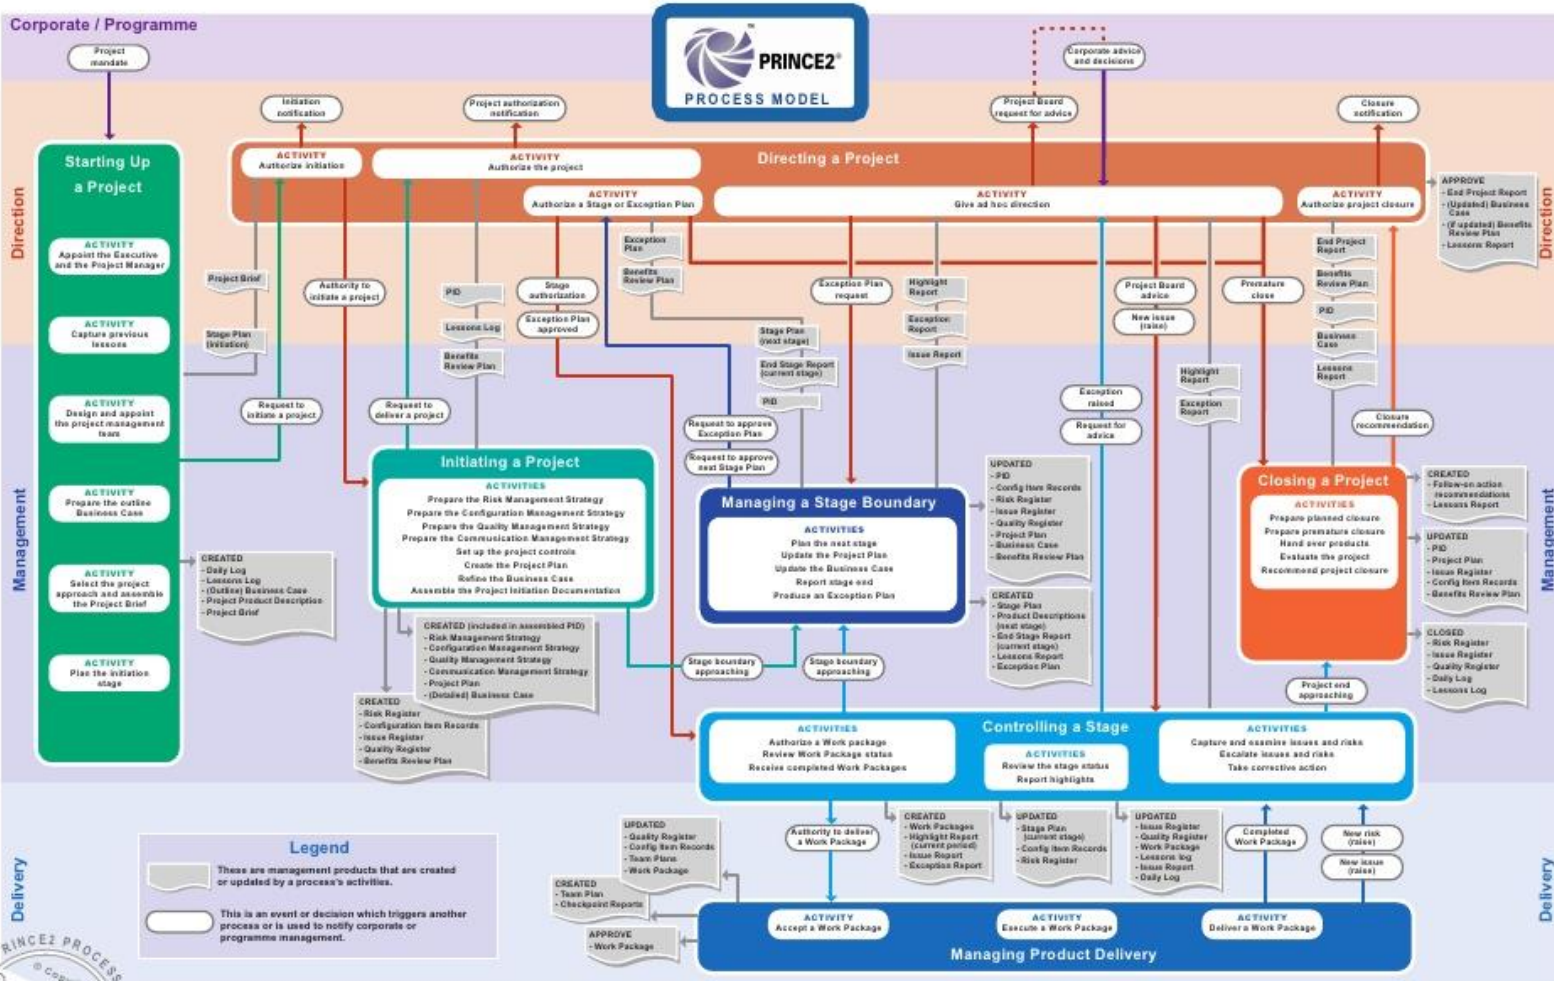 Corporate / Programme
Project
mandate
PRINCE2®
PROCESS MODEL
Corporate advice
and decisions
Initiation
notification
Project authorization
notification
Project Board
request for advice
Closure
notification
Direction
Starting Up
a Project
ACTIVITY
Appoint the Executive
and the Project Manager
ACTIVITY
Capture previous
lessons
ACTIVITY
Design and appoint
the project management
team
ACTIVITY
Prepare the outline
Business Case
ACTIVITY
Select the project
approach and assemble
the Project Brief
ACTIVITY
Plan the initiation
stage
Directing a Project
ACTIVITY
Authorize initiation
ACTIVITY
Authorize the project
ACTIVITY
Authorize a Stage or Exception Plan
ACTIVITY
Give ad hoc direction
ACTIVITY
Authorize project closure
APPROVE
- End Project Report
- (Updated) Business
Case
- (if updated) Benefits
Review Plan
- Lessons Report
Direction
Project Brief
Stage Plan
(initiation)
Authority to
initiate a project
PID
Lessons Log
Benefits
Review Plan
Stage
authorization
Exception Plan
approved
Exception
Plan
Benefits
Review Plan
Stage Plan
(next stage)
End Stage Report
(current stage)
PID
Exception Plan
request
Highlight
Report
Exception
Report
Issue Report
Project Board
advice
New issue
(raise)
Premature
close
End Project
Report
Benefits
Review Plan
PID
Business
Case
Lessons
Report
Highlight
Report
Exception
Report
Exception
raised
Request for
advice
Closure
recommendation
Request to
initiate a project
Request to
deliver a project
Request to approve
Exception Plan
Request to approve
next Stage Plan
Management
CREATED
- Daily Log
- Lessons Log
- (Outline) Business Case
- Project Product Description
- Project Brief
Initiating a Project
ACTIVITIES
Prepare the Risk Management Strategy
Prepare the Configuration Management Strategy
Prepare the Quality Management Strategy
Prepare the Communication Management Strategy
Set up the project controls
Create the Project Plan
Refine the Business Case
Assemble the Project Initiation Documentation
CREATED (included in assembled PID)
- Risk Management Strategy
- Configuration Management Strategy
- Quality Management Strategy
- Communication Management Strategy
- Project Plan
- (Detailed) Business Case
CREATED
- Risk Register
- Configuration Item Records
- Issue Register
- Quality Register
- Benefits Review Plan
Managing a Stage Boundary
ACTIVITIES
Plan the next stage
Update the Project Plan
Update the Business Case
Report stage end
Produce an Exception Plan
UPDATED
- PID
- Config Item Records
- Risk Register
- Issue Register
- Quality Register
- Project Plan
- Business Case
- Benefits Review Plan
CREATED
- Stage Plan
- Product Descriptions
(next stage)
- End Stage Report
(current stage)
- Lessons Report
- Exception Plan
Closing a Project
ACTIVITIES
Prepare planned closure
Prepare premature closure
Hand over products
Evaluate the project
Recommend project closure
CREATED
- Follow-on action
recommendations
- Lessons Report
UPDATED
- PID
- Project Plan
- Issue Register
- Config Item Records
- Benefits Review Plan
CLOSED
- Risk Register
- Issue Register
- Quality Register
- Daily Log
- Lessons Log
Management
Stage boundary
approaching
Stage boundary
approaching
Project end
approaching
Controlling a Stage
ACTIVITIES
Authorize a Work package
Review Work Package status
Receive completed Work Packages
ACTIVITIES
Review the stage status
Report highlights
ACTIVITIES
Capture and examine issues and risks
Escalate issues and risks
Take corrective action
Delivery
Legend
These are management products that are created
or updated by a process's activities.
This is an event or decision which triggers another
process or is used to notify corporate or
programme management.
UPDATED
- Quality Register
- Config Item Records
- Team Plans
- Work Package
CREATED
- Team Plan
- Checkpoint Reports
APPROVE
- Work Package
Authority to deliver
a Work Package
CREATED
- Work Packages
- Highlight Report
(current period)
- Issue Report
- Exception Report
UPDATED
- Stage Plan
(current stage)
- Config Item Records
- Risk Register
UPDATED
- Issue Register
- Quality Register
- Work Package
- Lessons log
- Issue Report
- Daily Log
Completed
Work Package
New risk
(raise)
New issue
(raise)
ACTIVITY
Accept a Work Package
ACTIVITY
Execute a Work Package
ACTIVITY
Deliver a Work Package
Managing Product Delivery
Delivery
RINCE2 PROCESS